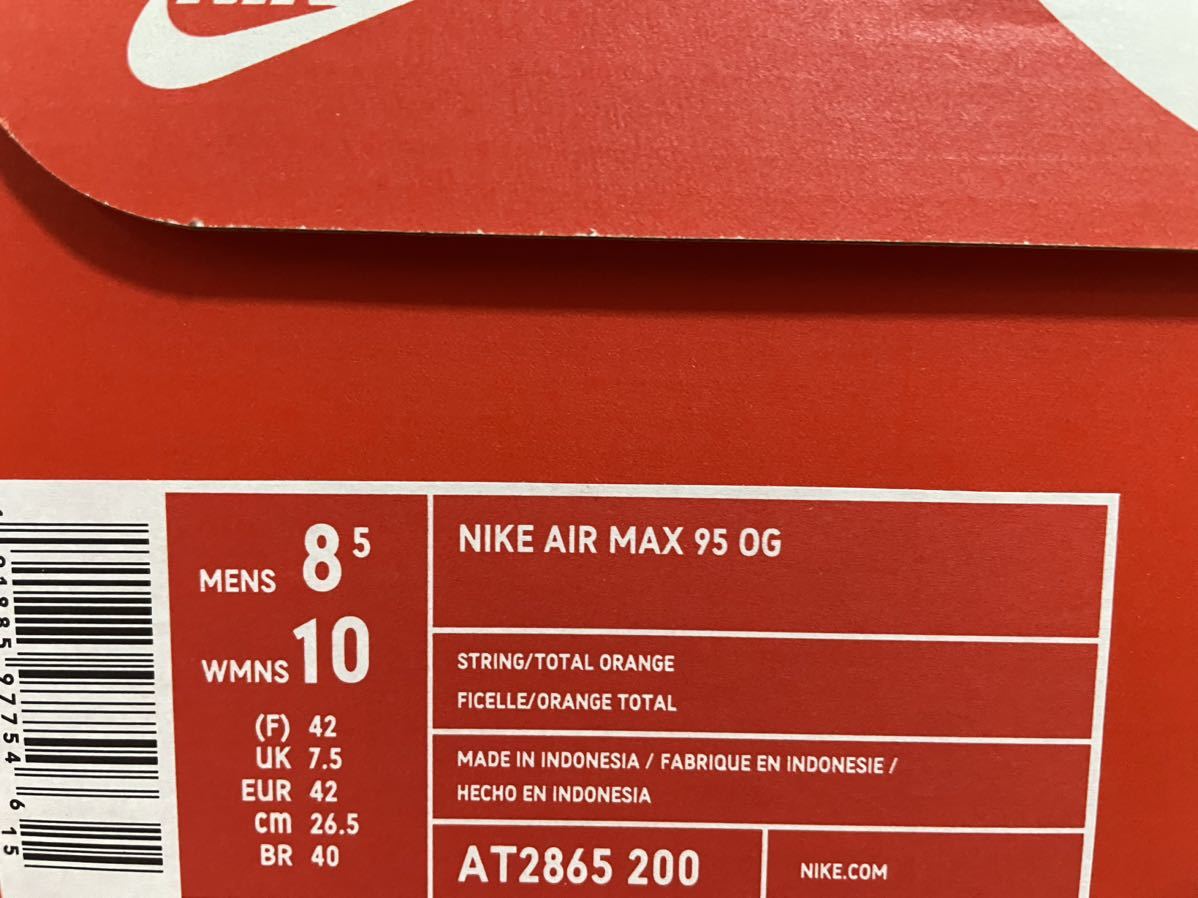 NIKE AIR MAX 95 OG
MENS 8 5
WMNS 10
(F) 42
UK 7.5
EUR 42
cm 26.5
BR 40
STRING/TOTAL ORANGE
FICELLE/ORANGE TOTAL
MADE IN INDONESIA / FABRIQUE EN INDONESIE /
HECHO EN INDONESIA
AT2865 200
NIKE.COM